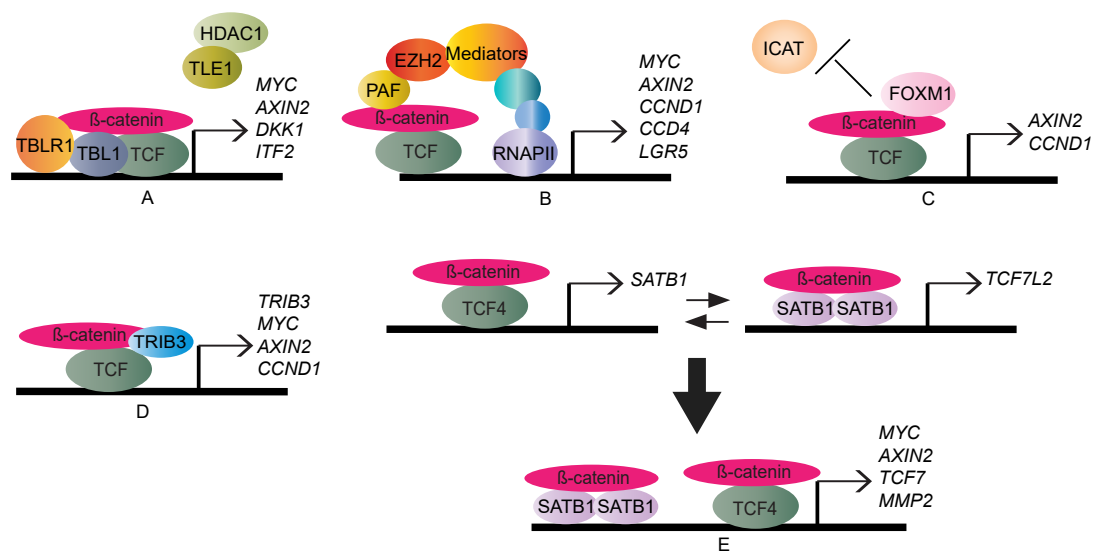 HDAC1
TLE1
MYC
AXIN2
DKK1
ITF2
ß-catenin
TBLR1
TBL1
TCF
A
EZH2
Mediators
PAF
ß-catenin
TCF
RNAPII
MYC
AXIN2
CCND1
CCD4
LGR5
B
ICAT
FOXM1
ß-catenin
TCF
AXIN2
CCND1
C
ß-catenin
TRIB3
TCF
TRIB3
MYC
AXIN2
CCND1
D
ß-catenin
TCF4
SATB1
ß-catenin
SATB1 SATB1
TCF7L2
ß-catenin
SATB1 SATB1
ß-catenin
TCF4
MYC
AXIN2
TCF7
MMP2
E